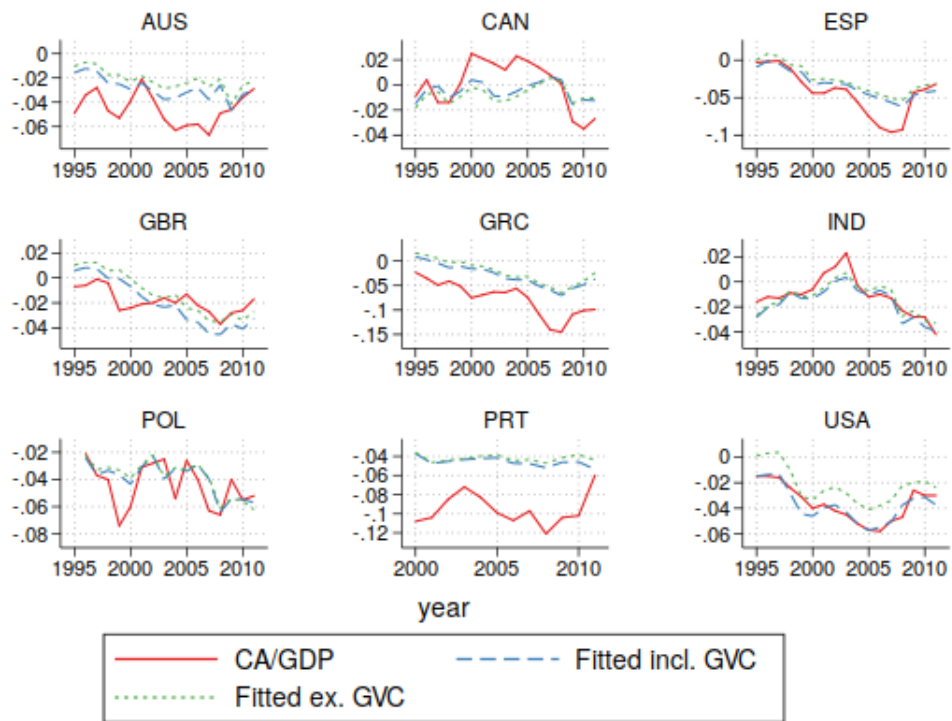 AUS
CAN
ESP
0
-.02
-.04
-.06
.02
0
-.02
-.04
0
-.05
-.1
1995 2000 2005 2010
1995 2000 2005 2010
1995 2000 2005 2010
GBR
GRC
IND
.02
0
-.02
-.04
0
-.05
-.1
-.15
.02
0
-.02
-.04
1995 2000 2005 2010
1995 2000 2005 2010
1995 2000 2005 2010
POL
PRT
USA
-.02
-.04
-.06
-.08
-.04
-.06
-.08
-.1
-.12
0
-.02
-.04
-.06
1995 2000 2005 2010
2000 2005 2010
1995 2000 2005 2010
year
CA/GDP
Fitted incl. GVC
Fitted ex. GVC